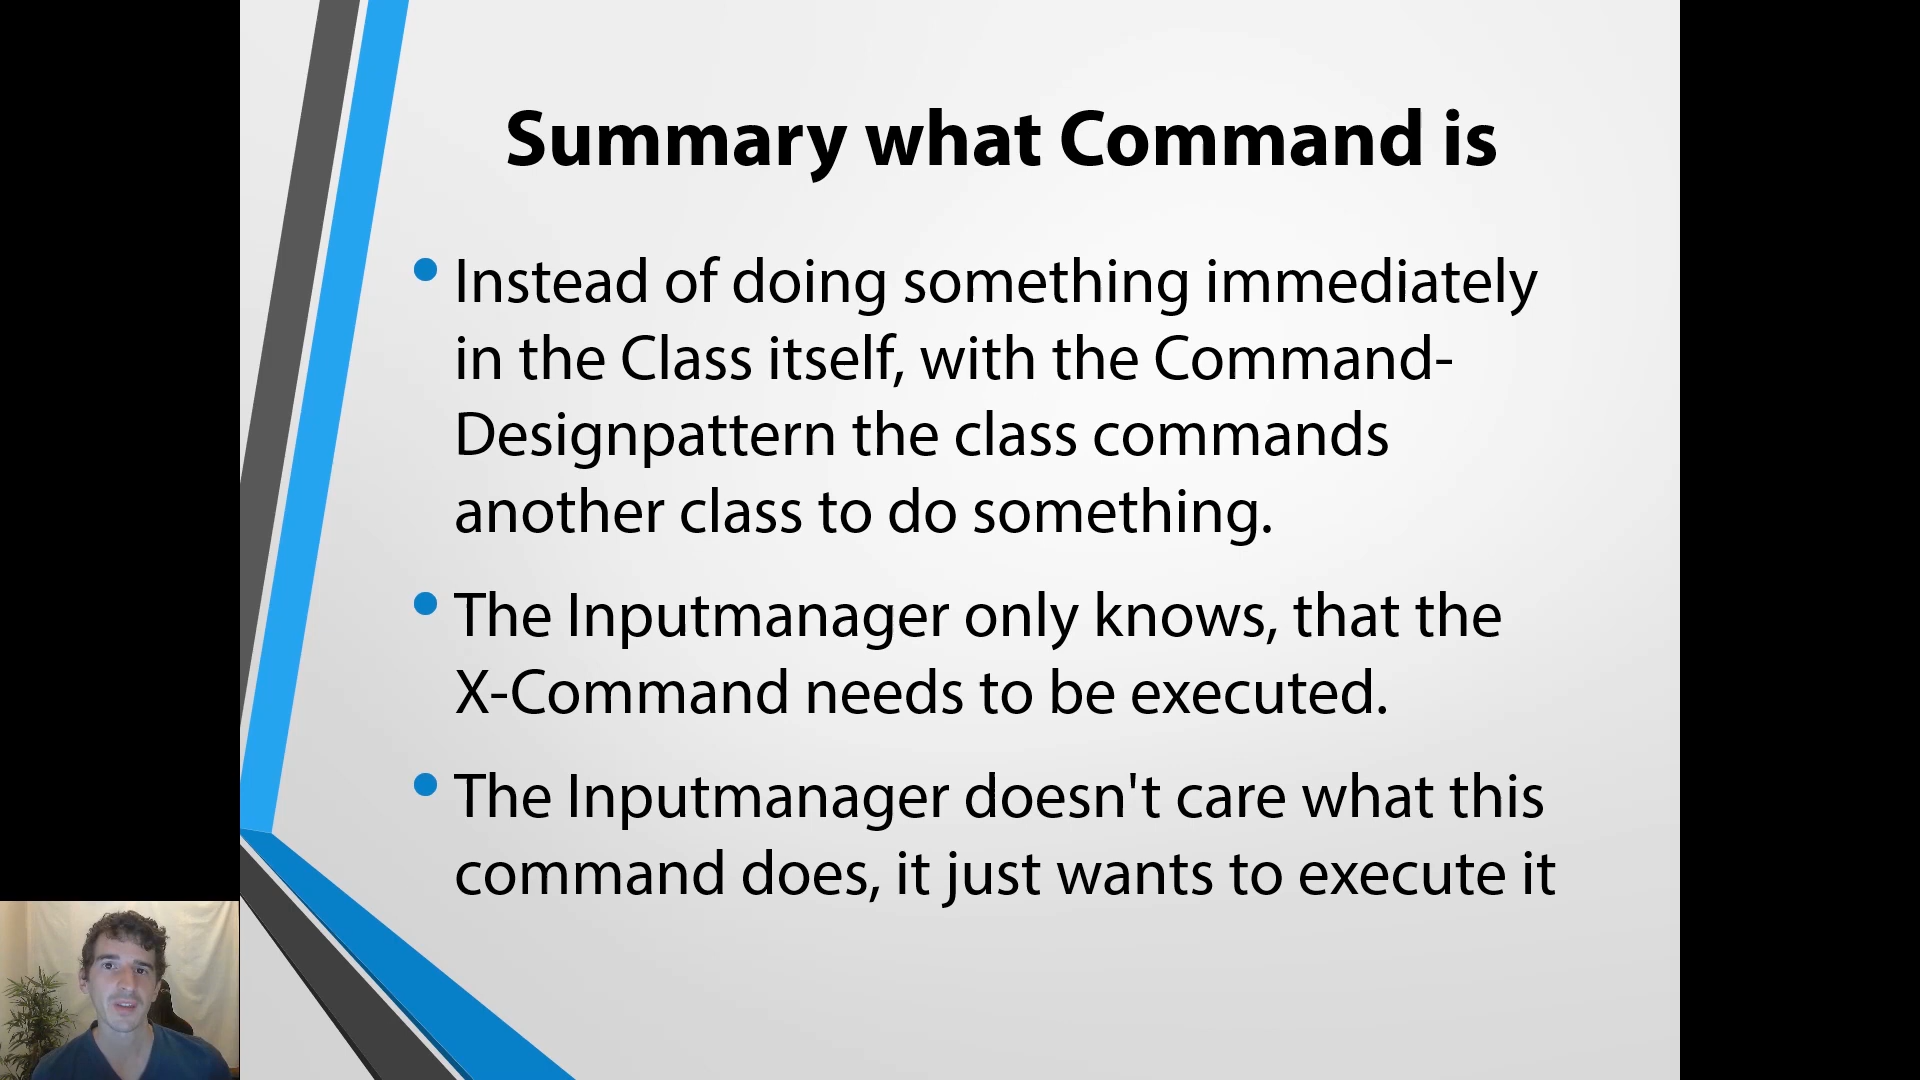 Summary what Command is
Instead of doing something immediately
in the Class itself, with the Command-
Designpattern the class commands
another class to do something.
The Inputmanager only knows, that the
X-Command needs to be executed.
The Inputmanager doesn't care what this
command does, it just wants to execute it